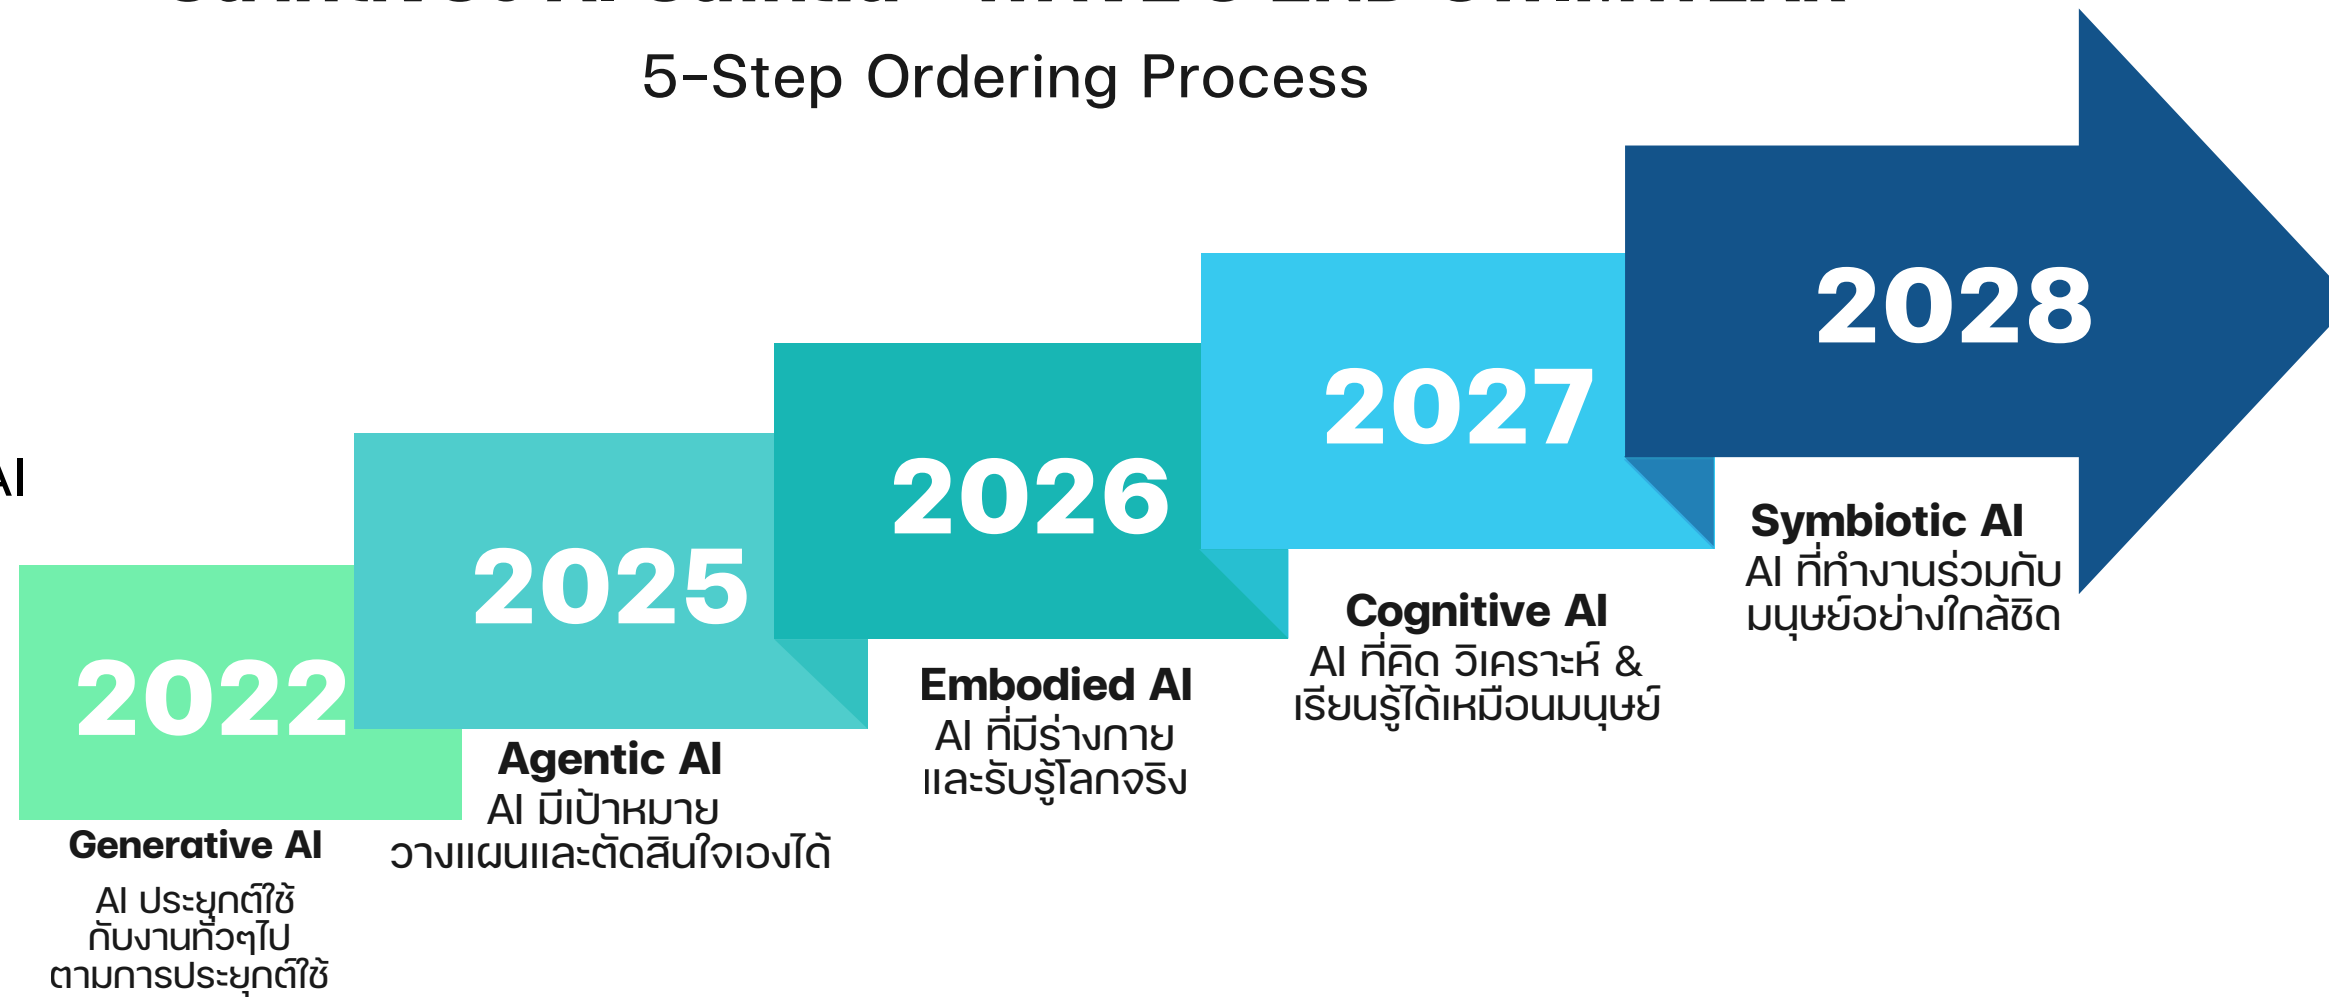 5-Step Ordering Process
2022
Generative AI
AI ประยุกต์ใช้
กับงานทั่วๆไป
ตามการประยุกต์ใช้
2025
Agentic AI
AI มีเป้าหมาย
วางแผนและตัดสินใจเองได้
2026
Embodied AI
AI ที่มีร่างกาย
และรับรู้โลกจริง
2027
Cognitive AI
AI ที่คิด วิเคราะห์ &
เรียนรู้ได้เหมือนมนุษย์
2028
Symbiotic AI
AI ที่ทำงานร่วมกับ
มนุษย์อย่างใกล้ชิด
AI